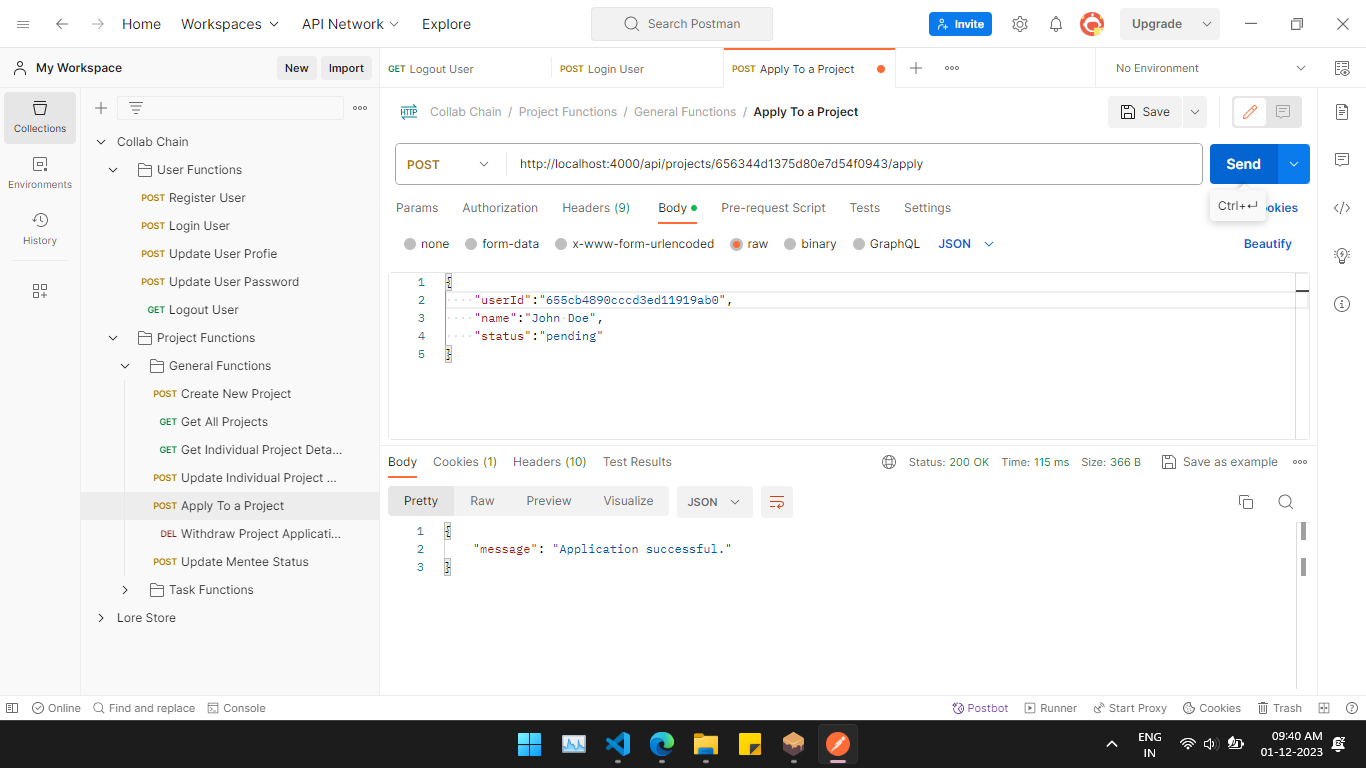 Home Workspaces API Network Explore Search Postman Invite Upgrade
My Workspace New Import GET Logout User POST Login User POST Apply To a Project No Environment
Collections
Environments
History
Collab Chain
User Functions
POST Register User
POST Login User
POST Update User Profie
POST Update User Password
GET Logout User
Project Functions
General Functions
POST Create New Project
GET Get All Projects
GET Get Individual Project Deta...
POST Update Individual Project ...
POST Apply To a Project
DEL Withdraw Project Applicati...
POST Update Mentee Status
Task Functions
Lore Store
HTTP Collab Chain / Project Functions / General Functions / Apply To a Project Save
POST http://localhost:4000/api/projects/656344d1375d80e7d54f0943/apply Send
Ctrl+↵
Params Authorization Headers (9) Body Pre-request Script Tests Settings ookies
none form-data x-www-form-urlencoded raw binary GraphQL JSON Beautify
1 {
2 "userId":"655cb4890cccd3ed11919ab0",
3 "name":"John Doe",
4 "status":"pending"
5 }
Body Cookies (1) Headers (10) Test Results Status: 200 OK Time: 115 ms Size: 366 B Save as example
Pretty Raw Preview Visualize JSON
1 {
2 "message": "Application successful."
3 }
Online Find and replace Console Postbot Runner Start Proxy Cookies Trash
ENG
IN
09:40 AM
01-12-2023